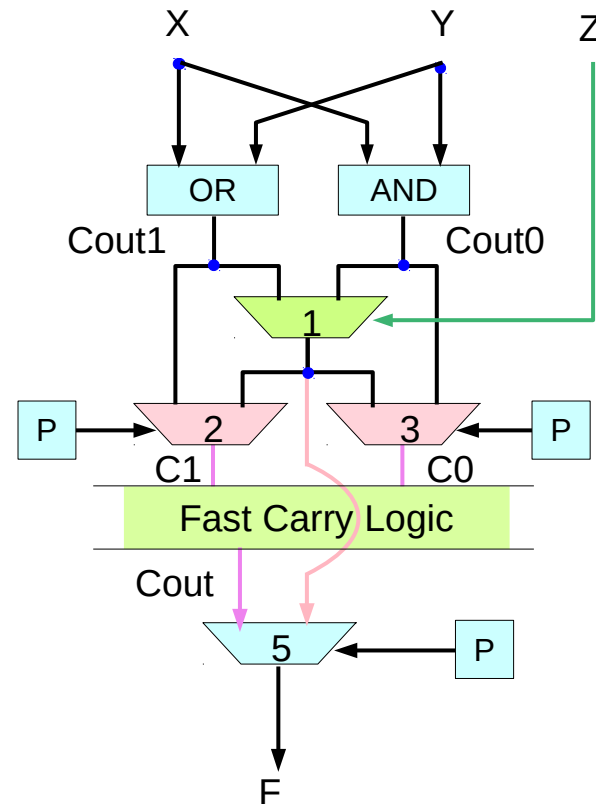 X Y Z
OR AND
Cout1 Cout0
1
P 2 3 P
C1 C0
Fast Carry Logic
Cout
5 P
F